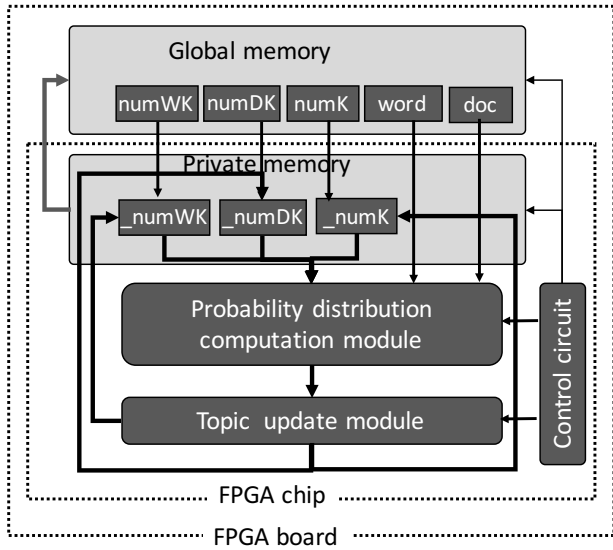 Global memory
numWK numDK numK word doc
Private memory
_numWK _numDK _numK
Probability distribution
computation module
Control circuit
Topic update module
FPGA chip
FPGA board